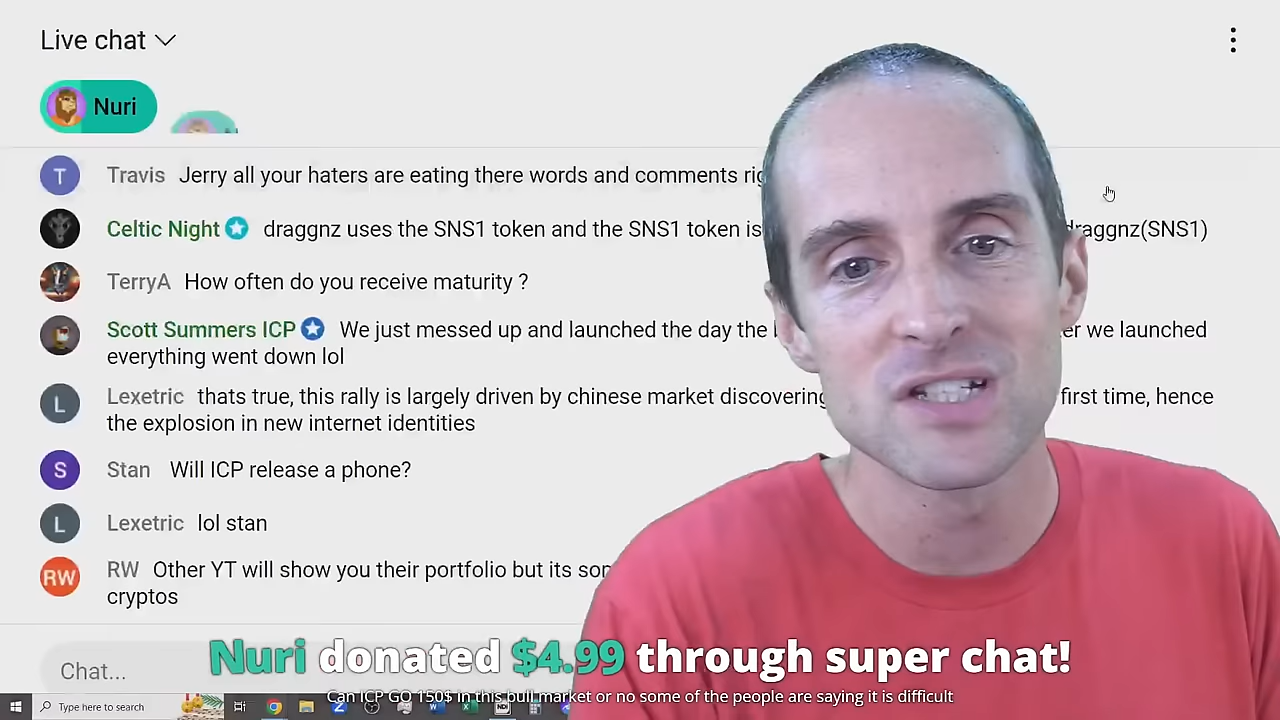 Live chat
Nuri
T Travis Jerry all your haters are eating there words and comments
Celtic Night draggnz uses the SNS1 token and the SNS1 token is draggnz(SNS1)
TerryA How often do you receive maturity ?
Scott Summers ICP We just messed up and launched the day the we launched
everything went down lol
L Lexetric thats true, this rally is largely driven by chinese market discovering first time, hence
the explosion in new internet identities
S Stan Will ICP release a phone?
L Lexetric lol stan
RW RW Other YT will show you their portfolio but its
cryptos
Nuri donated $4.99 through super chat!
Chat...
Can ICP GO 150$ in this bull market or no some of the people are saying it is difficult
Type here to search